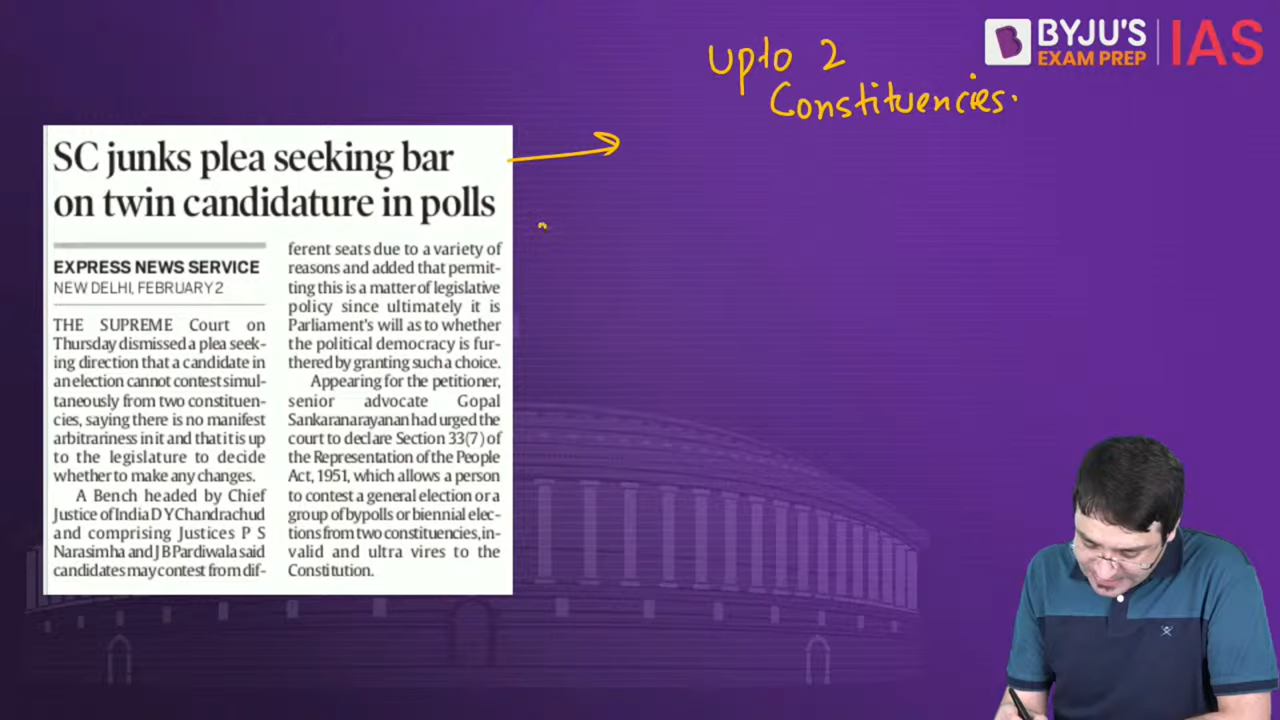 upto 2
Constituencies.
BYJU'S
EXAM PREP
IAS
SC junks plea seeking bar
on twin candidature in polls
EXPRESS NEWS SERVICE
NEW DELHI, FEBRUARY 2
THE SUPREME Court on
Thursday dismissed a plea seek-
ing direction that a candidate in
an election cannot contest simul-
taneously from two constituen-
cies, saying there is no manifest
arbitrariness in it and that it is up
to the legislature to decide
whether to make any changes.
A Bench headed by Chief
Justice of India D Y Chandrachud
and comprising Justices P S
Narasimha and J B Pardiwala said
candidates may contest from dif-
ferent seats due to a variety of
reasons and added that permit-
ting this is a matter of legislative
policy since ultimately it is
Parliament's will as to whether
the political democracy is fur-
thered by granting such a choice.
Appearing for the petitioner,
senior advocate Gopal
Sankaranarayanan had urged the
court to declare Section 33(7) of
the Representation of the People
Act, 1951, which allows a person
to contest a general election or a
group of bypolls or biennial elec-
tions from two constituencies, in-
valid and ultra vires to the
Constitution.